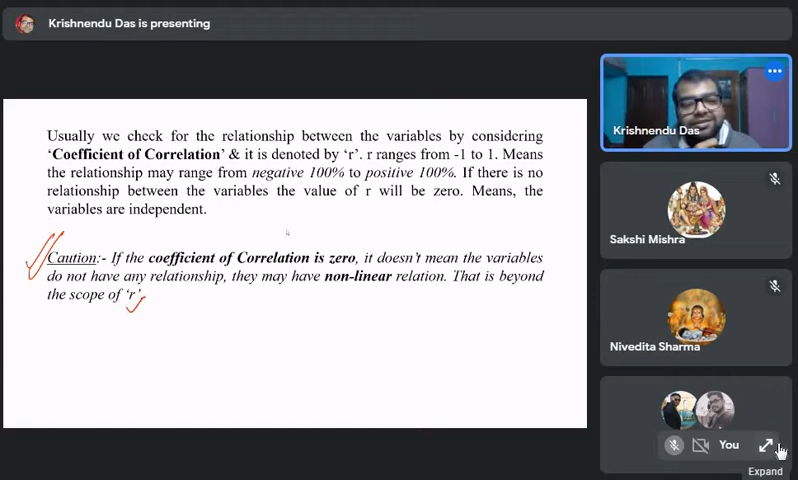 Krishnendu Das is presenting
Usually we check for the relationship between the variables by considering
‘Coefficient of Correlation’ & it is denoted by ‘r’. r ranges from -1 to 1. Means
the relationship may range from negative 100% to positive 100%. If there is no
relationship between the variables the value of r will be zero. Means, the
variables are independent.
Caution:- If the coefficient of Correlation is zero, it doesn’t mean the variables
do not have any relationship, they may have non-linear relation. That is beyond
the scope of ‘r’.
Krishnendu Das
Sakshi Mishra
Nivedita Sharma
You
Expand